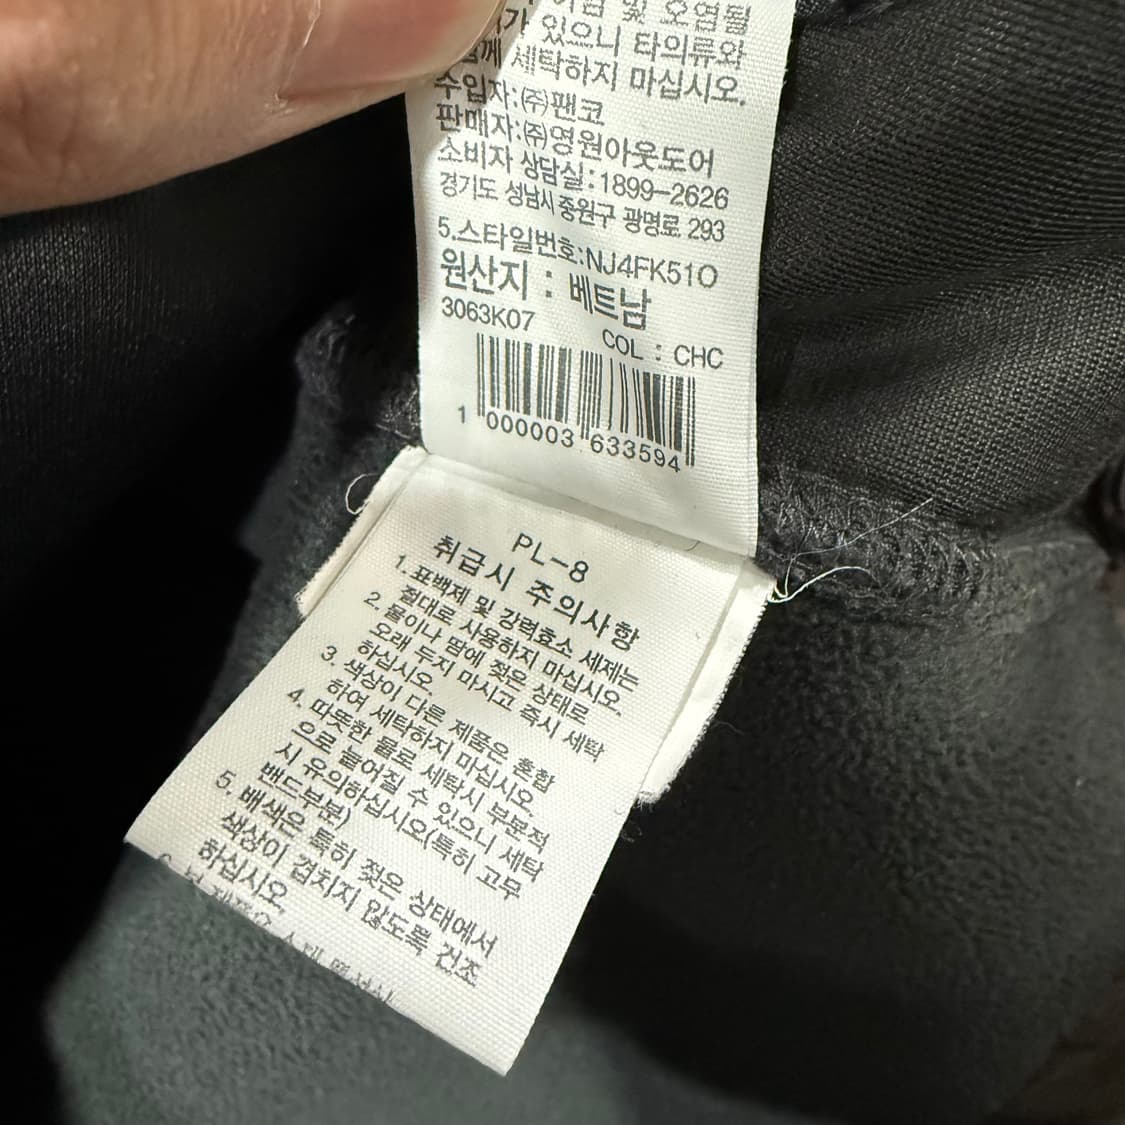 및 오염될
있으니 타의류와
함께 세탁하지 마십시오.
수입자:㈜팬코
판매자:㈜영원아웃도어
소비자 상담실:1899-2626
경기도 성남시 중원구 광명로 293
5.스타일번호:NJ4FK51O
원산지 : 베트남
3063K07
COL : CHC
1 000003 633594
PL-8
취급시 주의사항
1. 표백제 및 강력효소 세제는
절대로 사용하지 마십시오.
2. 물이나 땀에 젖은 상태로
오래 두지 마시고 즉시 세탁
하십시오.
3. 색상이 다른 제품은 혼합
하여 세탁하지 마십시오.
4. 따뜻한 물로 세탁시 부분적
으로 늘어질 수 있으니 세탁
시 유의하십시오(특히 고무
밴드부분)
5. 배색은 특히 젖은 상태에서
색상이 겹치지 않도록 건조
하십시오.